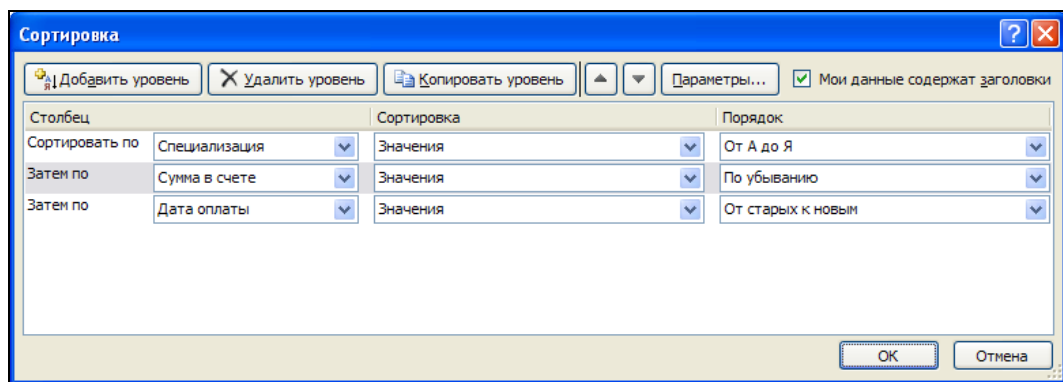 Сортировка
Добавить уровень Удалить уровень Копировать уровень Параметры... Мои данные содержат заголовки
Столбец Сортировка Порядок
Сортировать по Специализация Значения От А до Я
Затем по Сумма в счете Значения По убыванию
Затем по Дата оплаты Значения От старых к новым
ОК Отмена